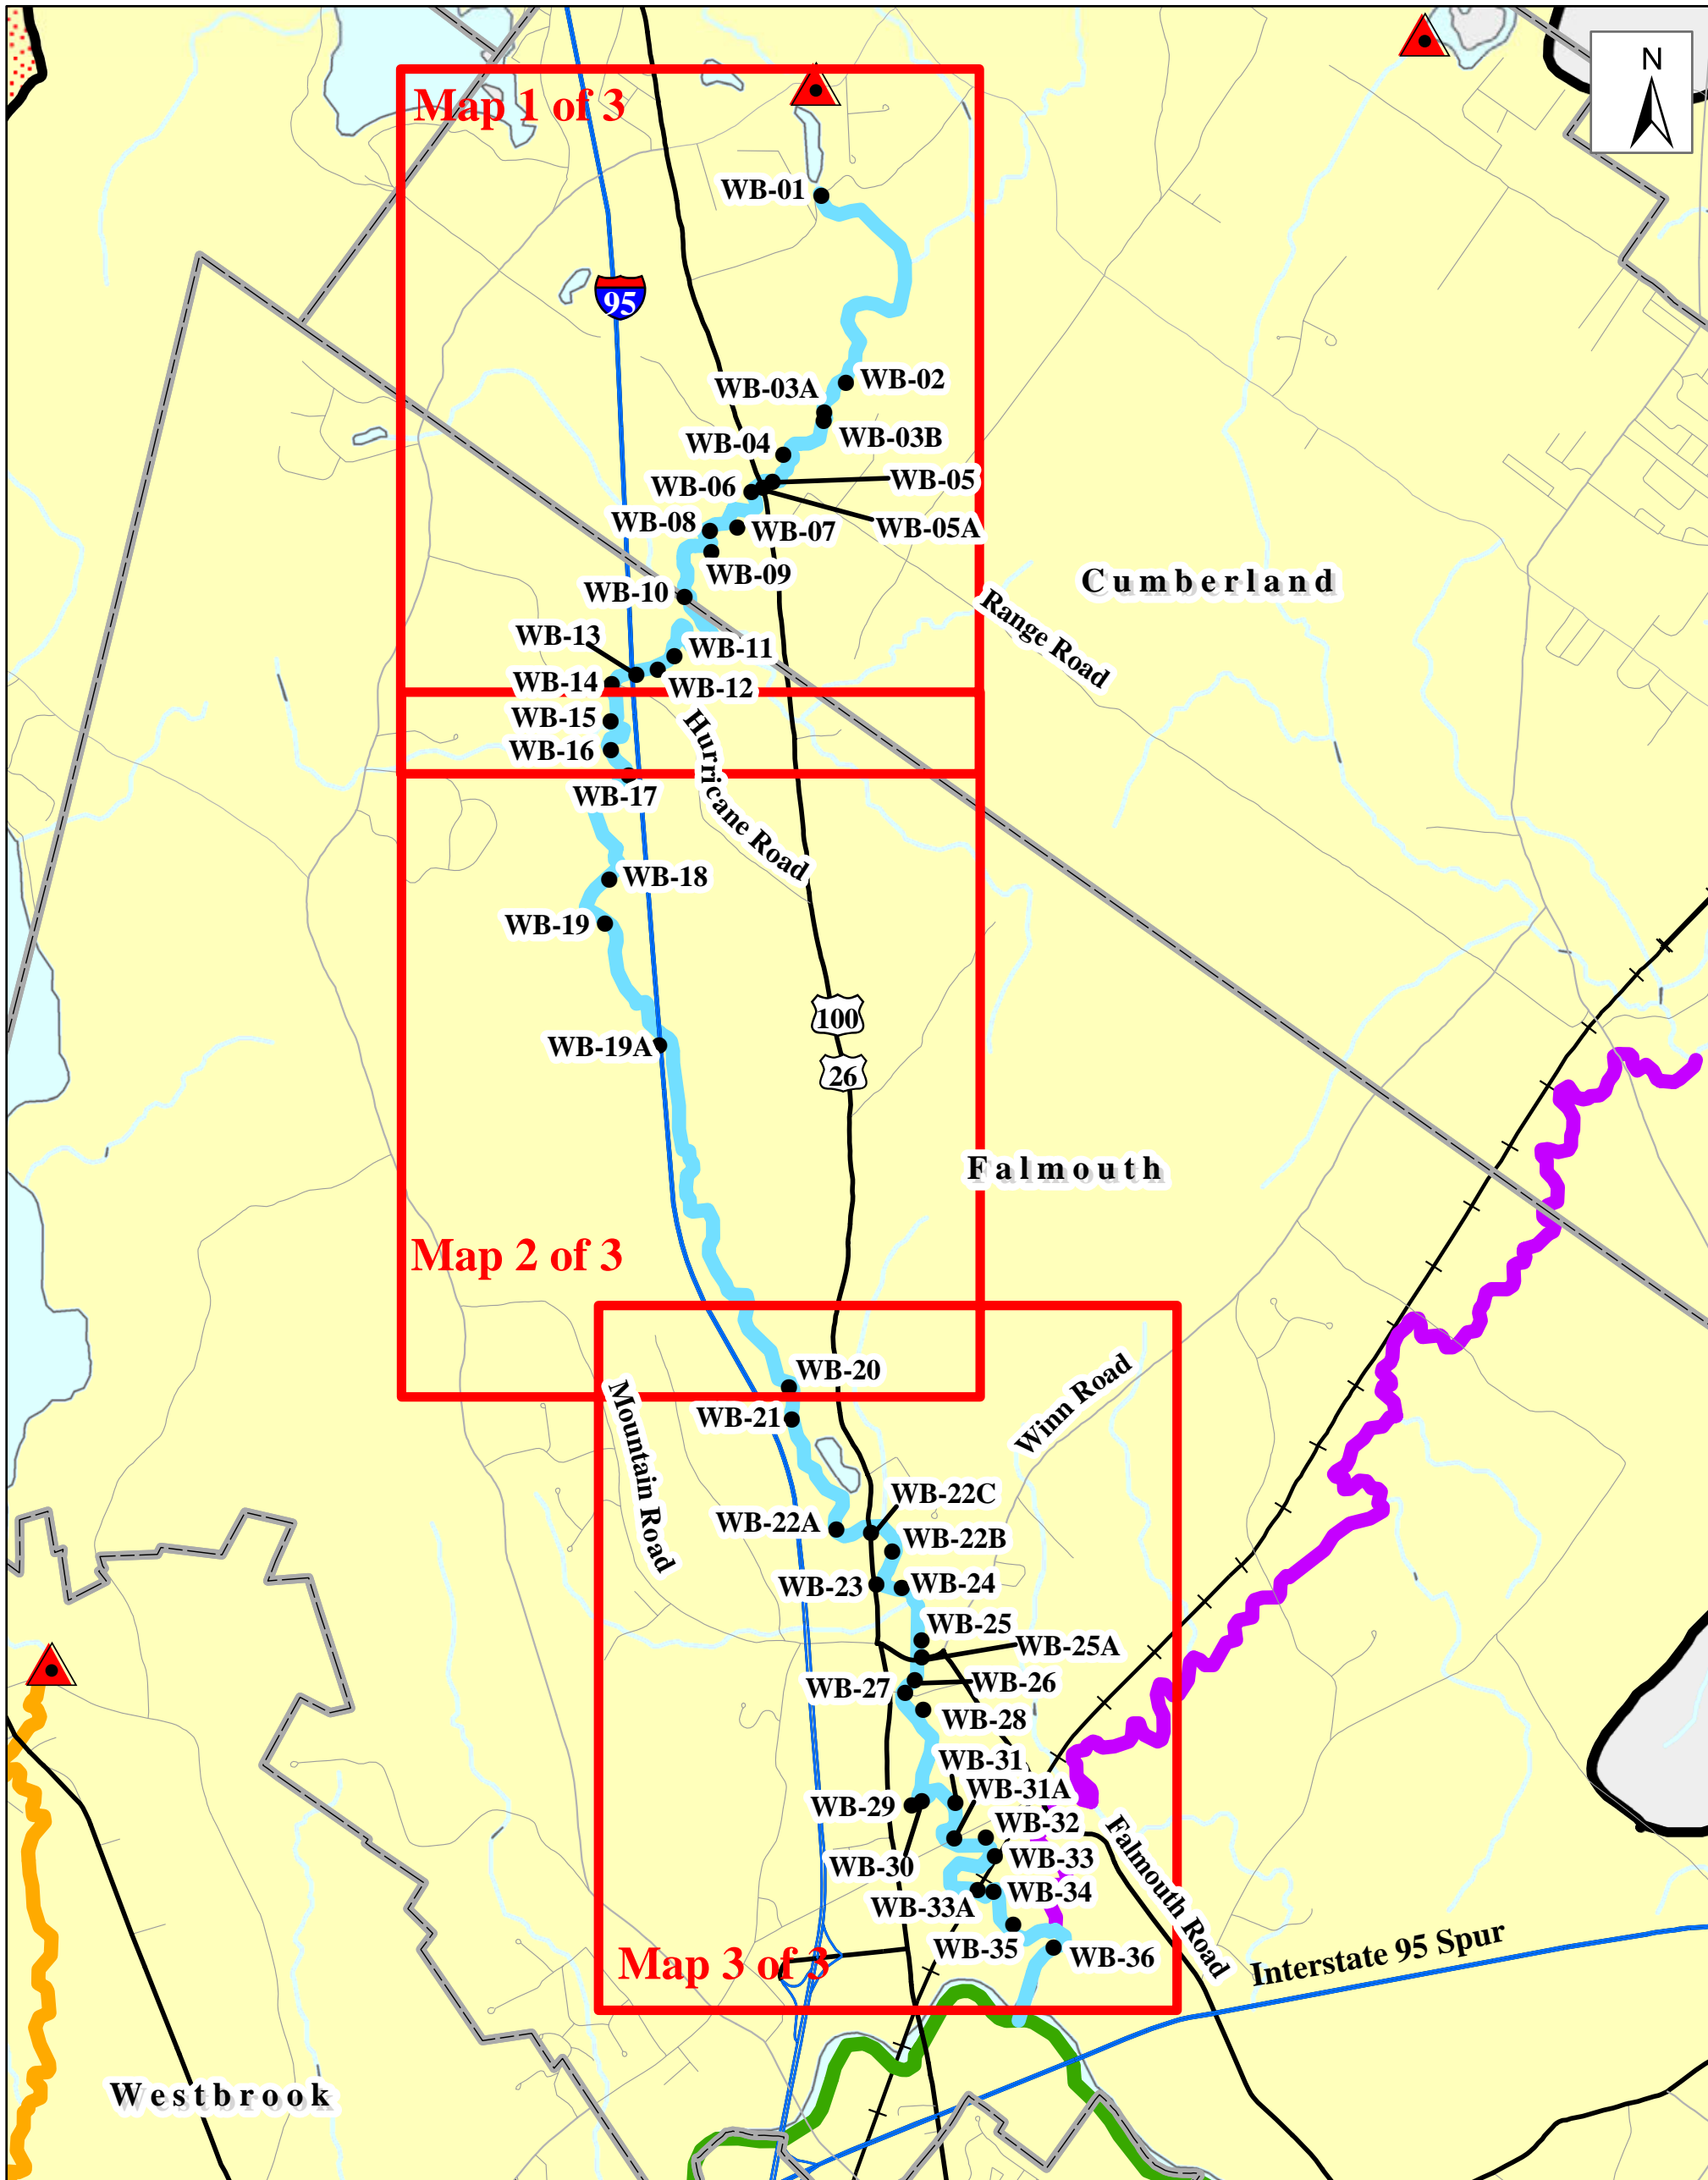 N
Map 1 of 3
WB-01
95
WB-02
WB-03A
WB-03B
WB-04
WB-05
WB-06
WB-08
WB-07
WB-05A
WB-09
Cumberland
WB-10
Range Road
WB-13
WB-11
WB-14
WB-12
WB-15
WB-16
Hurricane Road
WB-17
WB-18
WB-19
100
WB-19A
26
Falmouth
Map 2 of 3
WB-20
Winn Road
WB-21
Mountain Road
WB-22C
WB-22A
WB-22B
WB-23
WB-24
WB-25
WB-25A
WB-26
WB-27
WB-28
WB-31
WB-31A
WB-29
WB-32
WB-33
WB-30
WB-34
WB-33A
Falmouth Road
WB-35
WB-36
Interstate 95 Spur
Map 3 of 3
Westbrook